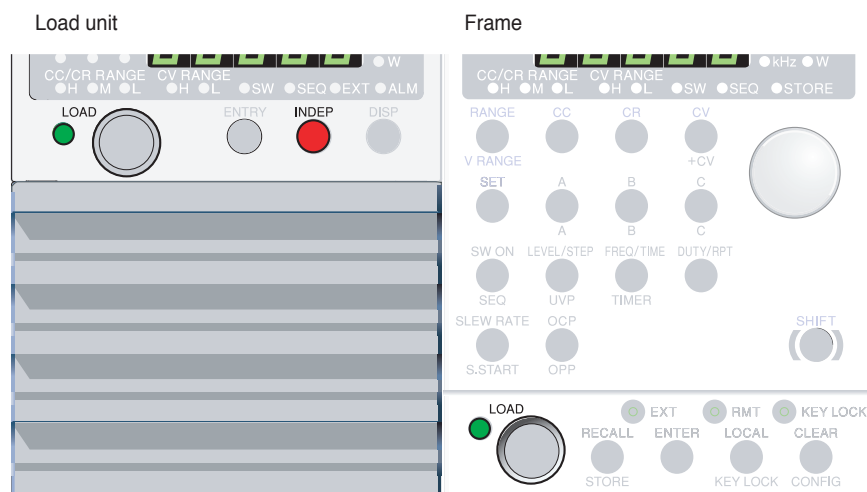 Load unit
W
CC/CR RANGE CV RANGE
H M L H L SW SEQ EXT ALM
LOAD ENTRY INDEP DISP
Frame
kHz W
CC/CR RANGE CV RANGE
H M L H L SW SEQ STORE
RANGE CC CR CV
V RANGE +CV
SET A B C
A B C
SW ON LEVEL/STEP FREQ/TIME DUTY/RPT
SEQ UVP TIMER
SLEW RATE OCP SHIFT
S.START OPP
LOAD EXT RMT KEY LOCK
RECALL ENTER LOCAL CLEAR
STORE KEY LOCK CONFIG